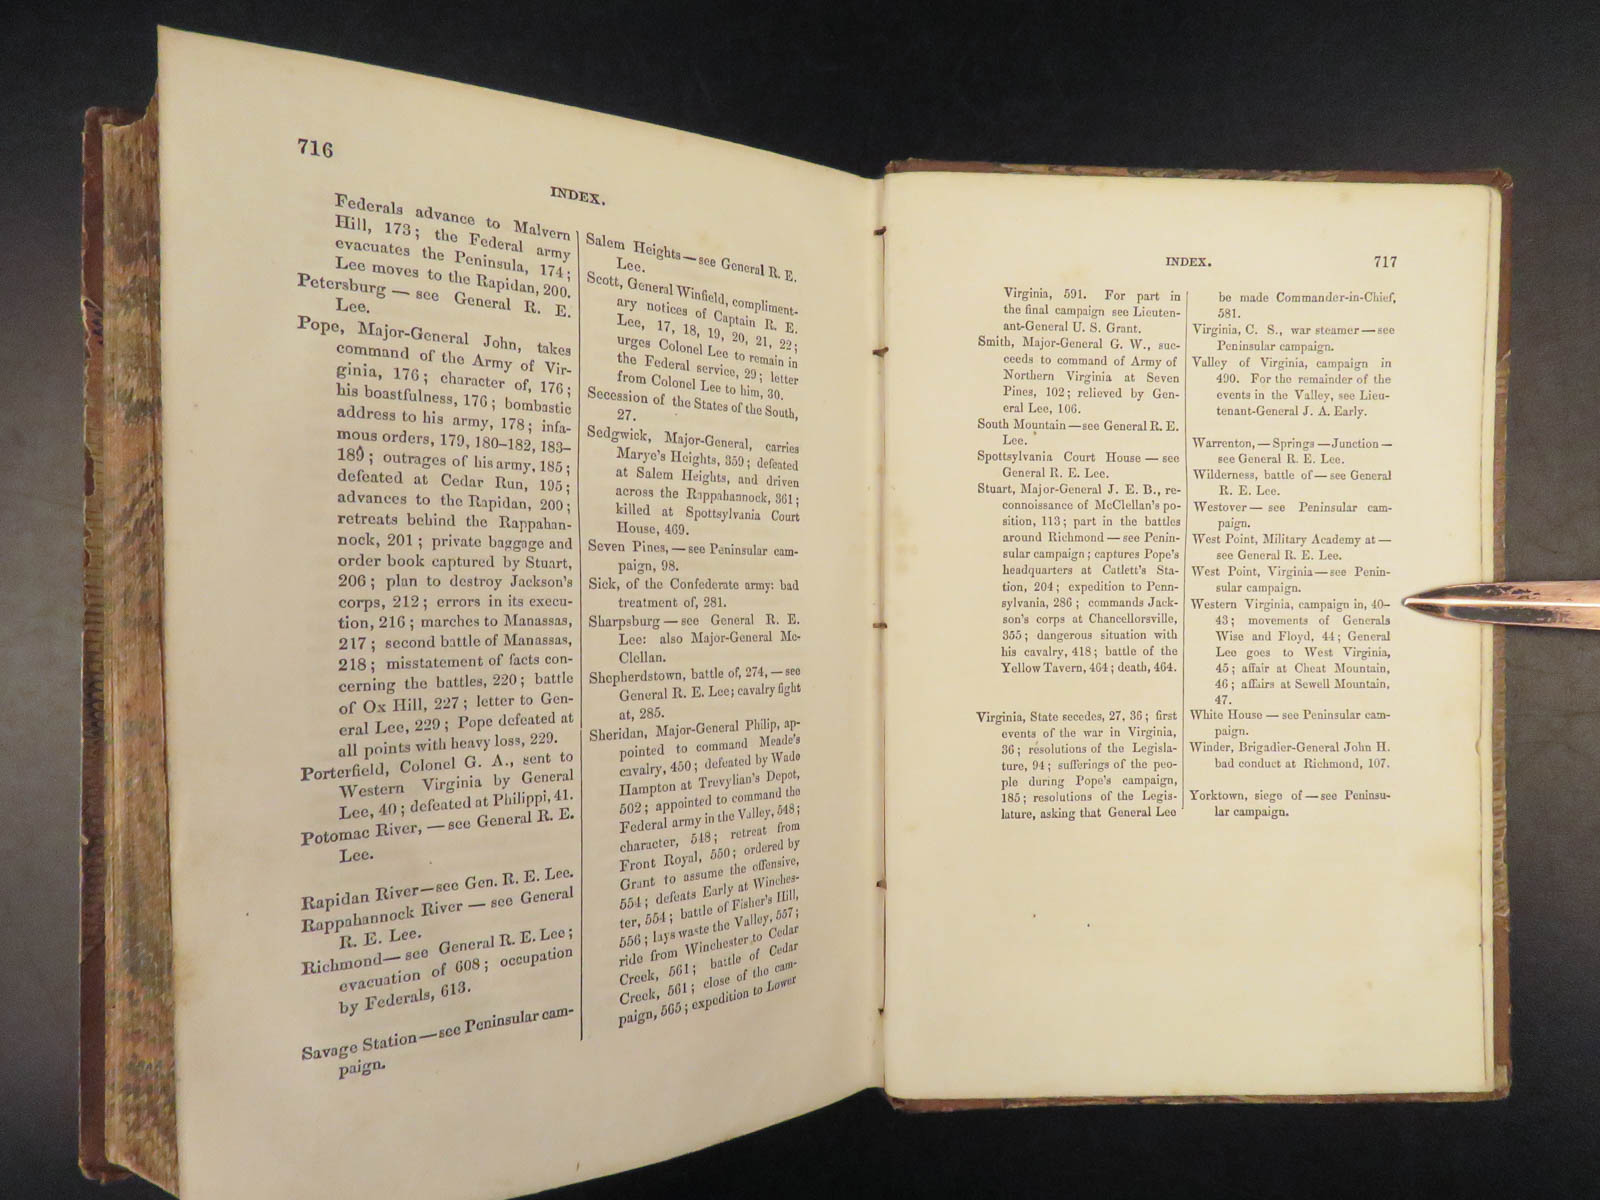 716
INDEX.
Federals advance to Malvern
Hill, 173; the Federal army
evacuates the Peninsula, 174;
Lee moves to the Rapidan, 200.
Petersburg — see General R. E.
Lee.
Pope, Major-General John, takes
command of the Army of Vir-
ginia, 176; character of, 176;
his boastfulness, 176; bombastic
address to his army, 178; infa-
mous orders, 179, 180-182, 183-
189; outrages of his army, 185;
defeated at Cedar Run, 195;
advances to the Rapidan, 200;
retreats behind the Rappahan-
nock, 201; private baggage and
order book captured by Stuart,
206; plan to destroy Jackson's
corps, 212; errors in its execu-
tion, 216; marches to Manassas,
217; second battle of Manassas,
218; misstatement of facts con-
cerning the battles, 220; battle
of Ox Hill, 227; letter to Gen-
eral Lee, 229; Pope defeated at
all points with heavy loss, 229.
Porterfield, Colonel G. A., sent to
Western Virginia by General
Lee, 40; defeated at Philippi, 41.
Potomac River, — see General R. E.
Lee.
Rapidan River—see Gen. R. E. Lee.
Rappahannock River — see General
R. E. Lee.
Richmond— see General R. E. Lee;
evacuation of 608; occupation
by Federals, 613.
Savage Station—see Peninsular cam-
paign.
Salem Heights—see General R. E.
Lee.
Scott, General Winfield, compliment-
ary notices of Captain R. E.
Lee, 17, 18, 19, 20, 21, 22;
urges Colonel Lee to remain in
the Federal service, 29; letter
from Colonel Lee to him, 30.
Secession of the States of the South,
27.
Sedgwick, Major-General, carries
Marye's Heights, 359; defeated
at Salem Heights, and driven
across the Rappahannock, 361;
killed at Spottsylvania Court
House, 469.
Seven Pines, — see Peninsular cam-
paign, 98.
Sick, of the Confederate army: bad
treatment of, 281.
Sharpsburg — see General R. E.
Lee: also Major-General Mc-
Clellan.
Shepherdstown, battle of, 274, — see
General R. E. Lee; cavalry fight
at, 285.
Sheridan, Major-General Philip, ap-
pointed to command Meade's
cavalry, 450; defeated by Wade
Hampton at Trevylian's Depot,
502; appointed to command the
Federal army in the Valley, 548;
character, 548; retreat from
Front Royal, 550; ordered by
Grant to assume the offensive,
554; defeats Early at Winches-
ter, 554; battle of Fisher's Hill,
556; lays waste the Valley, 557;
ride from Winchester to Cedar
Creek, 561; battle of Cedar
Creek, 561; close of the cam-
paign, 565; expedition to Lower
INDEX.
717
Virginia, 591. For part in
the final campaign see Lieuten-
ant-General U. S. Grant.
Smith, Major-General G. W., suc-
ceeds to command of Army of
Northern Virginia at Seven
Pines, 102; relieved by Gen-
eral Lee, 106.
South Mountain — see General R. E.
Lee.
Spottsylvania Court House — see
General R. E. Lee.
Stuart, Major-General J. E. B., re-
connoissance of McClellan's po-
sition, 113; part in the battles
around Richmond — see Penin-
sular campaign; captures Pope's
headquarters at Catlett's Sta-
tion, 204; expedition to Penn-
sylvania, 286; commands Jack-
son's corps at Chancellorsville,
355; dangerous situation with
his cavalry, 418; battle of the
Yellow Tavern, 464; death, 464.
Virginia, State secedes, 27, 36; first
events of the war in Virginia,
36; resolutions of the Legisla-
ture, 94; sufferings of the peo-
ple during Pope's campaign,
185; resolutions of the Legis-
lature, asking that General Lee
be made Commander-in-Chief,
581.
Virginia, C. S., war steamer — see
Peninsular campaign.
Valley of Virginia, campaign in
490. For the remainder of the
events in the Valley, see Lieu-
tenant-General J. A. Early.
Warrenton, — Springs — Junction —
see General R. E. Lee.
Wilderness, battle of — see General
R. E. Lee.
Westover — see Peninsular cam-
paign.
West Point, Military Academy at —
see General R. E. Lee.
West Point, Virginia—see Penin-
sular campaign.
Western Virginia, campaign in, 40-
43; movements of Generals
Wise and Floyd, 44; General
Lee goes to West Virginia,
45; affair at Cheat Mountain,
46; affairs at Sewell Mountain,
47.
White House — see Peninsular cam-
paign.
Winder, Brigadier-General John H.
bad conduct at Richmond, 107.
Yorktown, siege of — see Peninsu-
lar campaign.